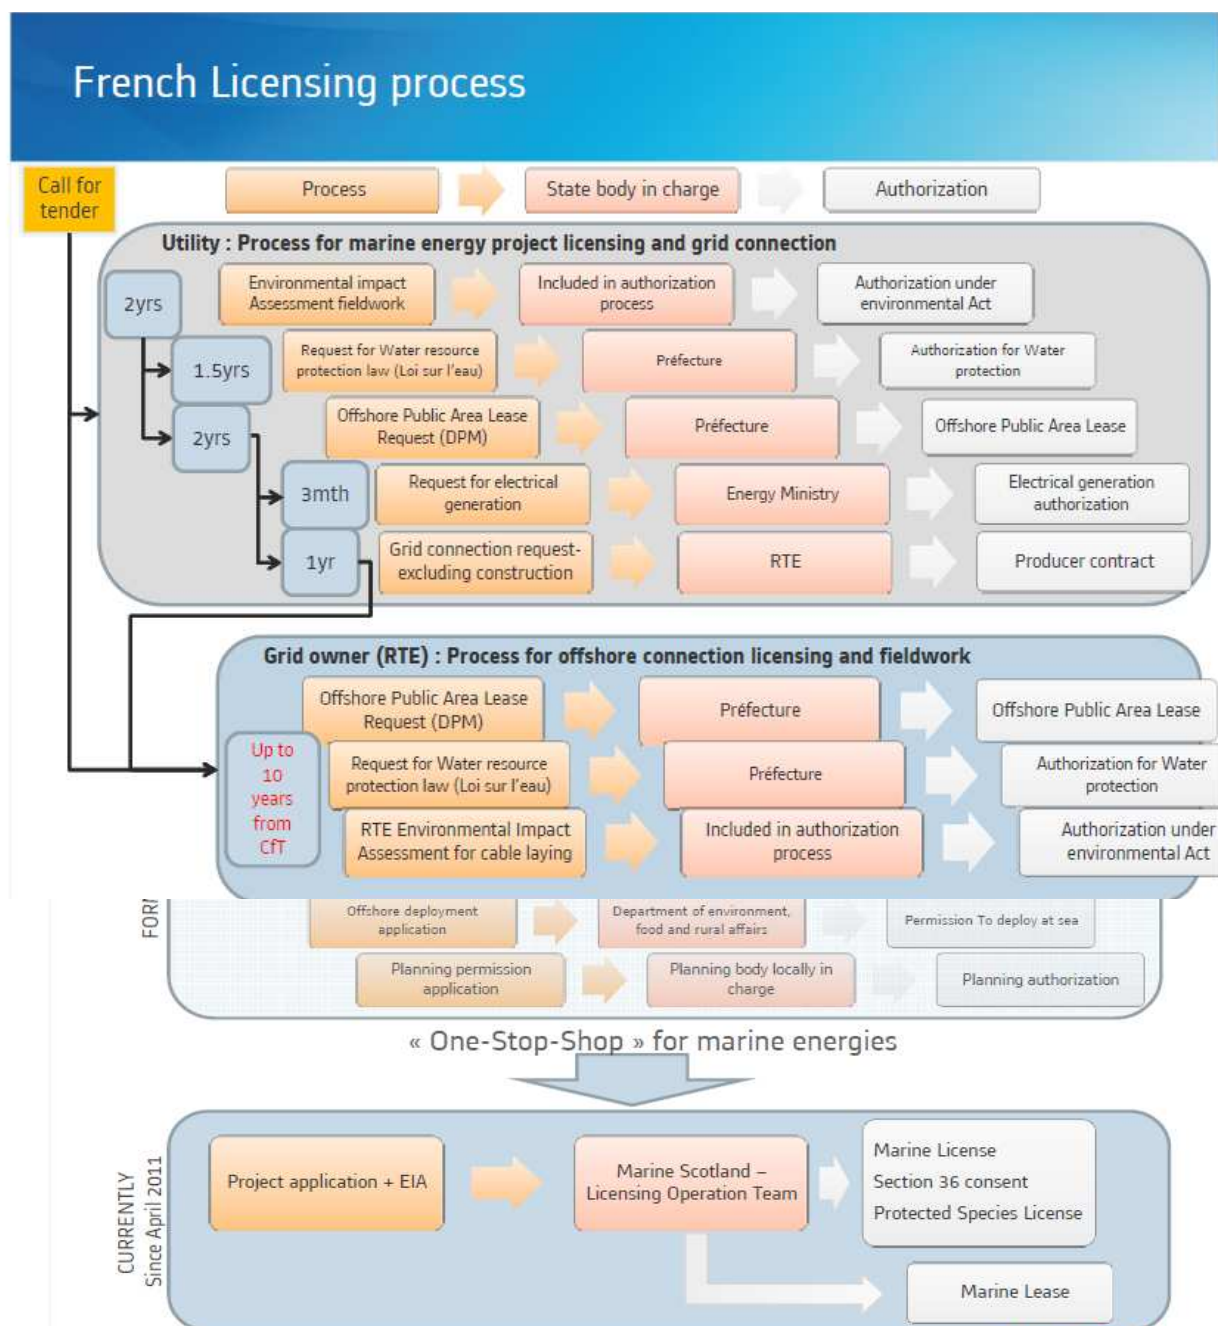 French Licensing process
Call for
tender
Process
State body in charge
Authorization
Utility : Process for marine energy project licensing and grid connection
2yrs
Environmental impact
Assessment fieldwork
Included in authorization
process
Authorization under
environmental Act
1.5yrs
Request for Water resource
protection law (Loi sur l'eau)
Préfecture
Authorization for Water
protection
2yrs
Offshore Public Area Lease
Request (DPM)
Préfecture
Offshore Public Area Lease
3mth
Request for electrical
generation
Energy Ministry
Electrical generation
authorization
1yr
Grid connection request-
excluding construction
RTE
Producer contract
Grid owner (RTE) : Process for offshore connection licensing and fieldwork
Offshore Public Area Lease
Request (DPM)
Préfecture
Offshore Public Area Lease
Up to
10
years
from
CfT
Request for Water resource
protection law (Loi sur l'eau)
Préfecture
Authorization for Water
protection
RTE Environmental Impact
Assessment for cable laying
Included in authorization
process
Authorization under
environmental Act
Offshore deployment
application
Department of environment,
food and rural affairs
Permission To deploy at sea
Planning permission
application
Planning body locally in
charge
Planning authorization
« One-Stop-Shop » for marine energies
CURRENTLY
Since April 2011
Project application + EIA
Marine Scotland –
Licensing Operation Team
Marine License
Section 36 consent
Protected Species License
Marine Lease